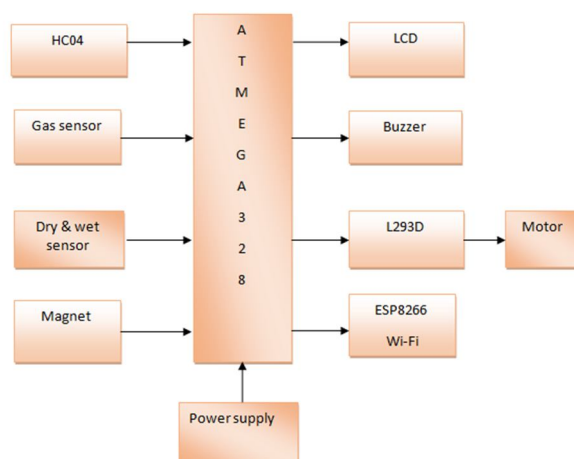 HC04
Gas sensor
Dry & wet
sensor
Magnet
A
T
M
E
G
A
3
2
8
Power supply
LCD
Buzzer
L293D
Motor
ESP8266
Wi-Fi